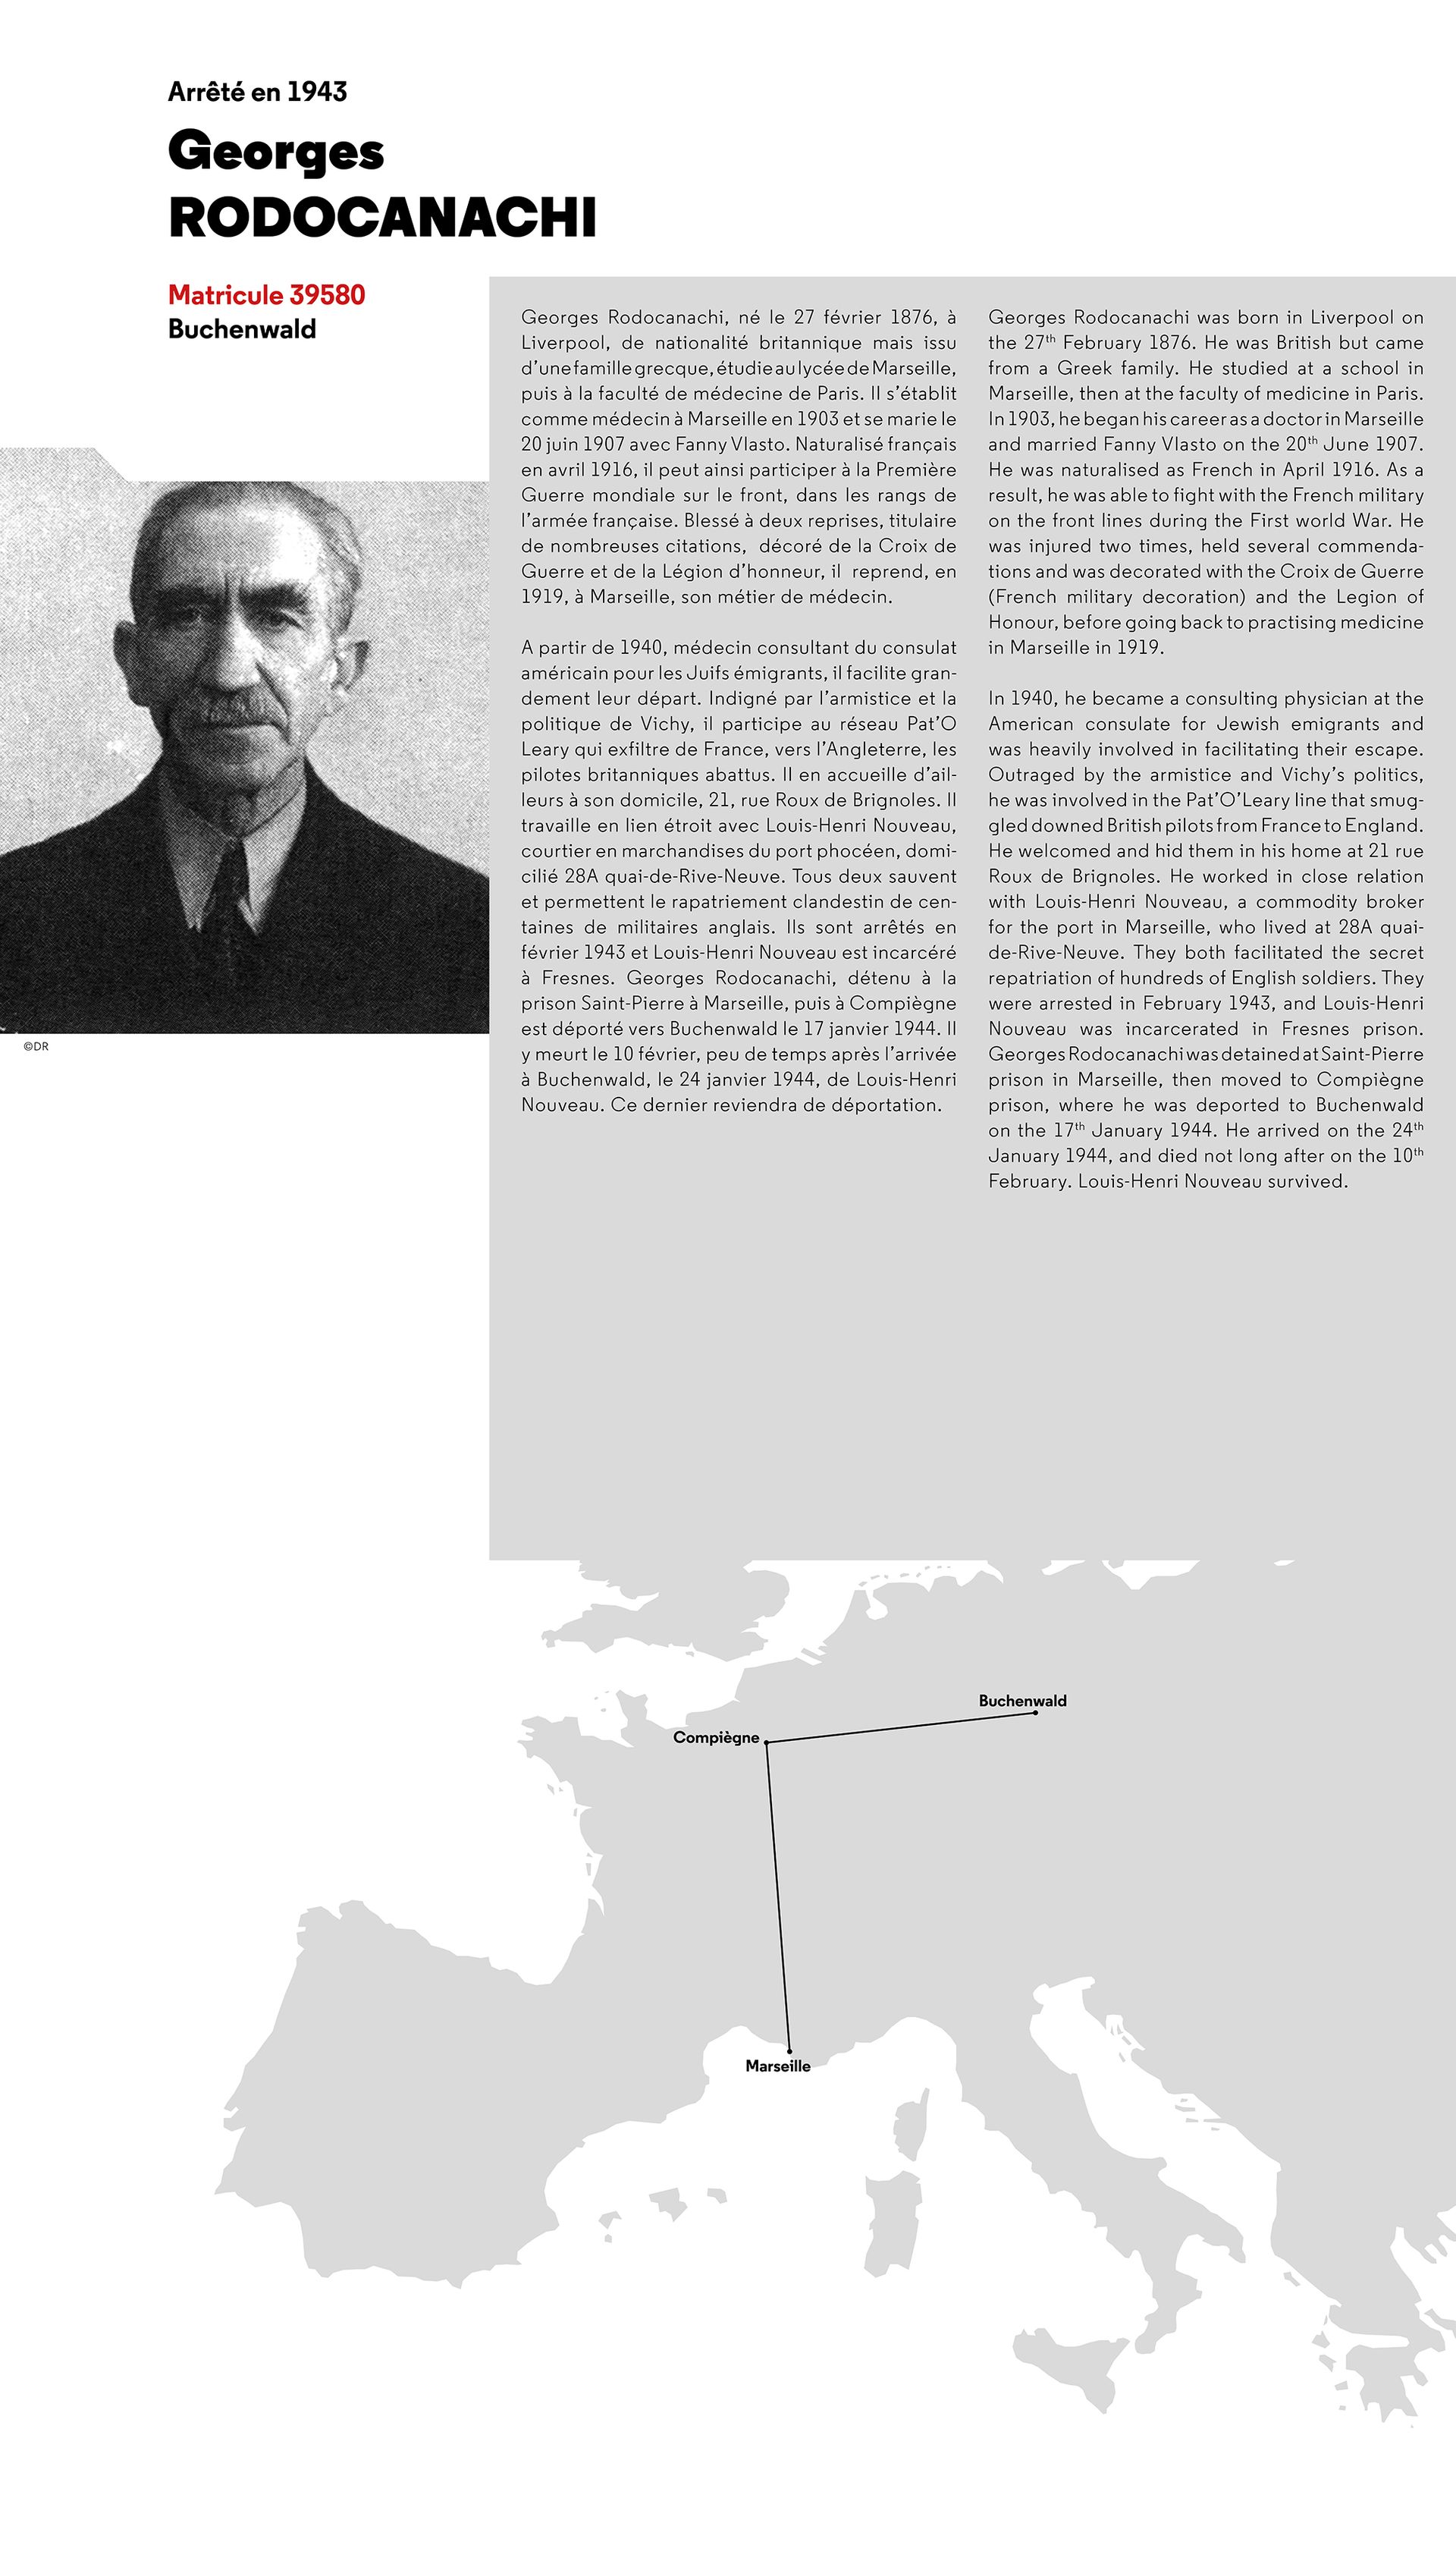 Arrêté en 1943
Georges
RODOCANACHI
Matricule 39580
Buchenwald
©DR
Georges Rodocanachi, né le 27 février 1876, à
Liverpool, de nationalité britannique mais issu
d’une famille grecque, étudie au lycée de Marseille,
puis à la faculté de médecine de Paris. Il s’établit
comme médecin à Marseille en 1903 et se marie le
20 juin 1907 avec Fanny Vlasto. Naturalisé français
en avril 1916, il peut ainsi participer à la Première
Guerre mondiale sur le front, dans les rangs de
l’armée française. Blessé à deux reprises, titulaire
de nombreuses citations, décoré de la Croix de
Guerre et de la Légion d’honneur, il reprend, en
1919, à Marseille, son métier de médecin.
A partir de 1940, médecin consultant du consulat
américain pour les Juifs émigrants, il facilite gran-
dement leur départ. Indigné par l’armistice et la
politique de Vichy, il participe au réseau Pat’O
Leary qui exfiltre de France, vers l’Angleterre, les
pilotes britanniques abattus. Il en accueille d’ail-
leurs à son domicile, 21, rue Roux de Brignoles. Il
travaille en lien étroit avec Louis-Henri Nouveau,
courtier en marchandises du port phocéen, domi-
cilié 28A quai-de-Rive-Neuve. Tous deux sauvent
et permettent le rapatriement clandestin de cen-
taines de militaires anglais. Ils sont arrêtés en
février 1943 et Louis-Henri Nouveau est incarcéré
à Fresnes. Georges Rodocanachi, détenu à la
prison Saint-Pierre à Marseille, puis à Compiègne
est déporté vers Buchenwald le 17 janvier 1944. Il
y meurt le 10 février, peu de temps après l’arrivée
à Buchenwald, le 24 janvier 1944, de Louis-Henri
Nouveau. Ce dernier reviendra de déportation.
Georges Rodocanachi was born in Liverpool on
the 27th February 1876. He was British but came
from a Greek family. He studied at a school in
Marseille, then at the faculty of medicine in Paris.
In 1903, he began his career as a doctor in Marseille
and married Fanny Vlasto on the 20th June 1907.
He was naturalised as French in April 1916. As a
result, he was able to fight with the French military
on the front lines during the First world War. He
was injured two times, held several commenda-
tions and was decorated with the Croix de Guerre
(French military decoration) and the Legion of
Honour, before going back to practising medicine
in Marseille in 1919.
In 1940, he became a consulting physician at the
American consulate for Jewish emigrants and
was heavily involved in facilitating their escape.
Outraged by the armistice and Vichy’s politics,
he was involved in the Pat’O’Leary line that smug-
gled downed British pilots from France to England.
He welcomed and hid them in his home at 21 rue
Roux de Brignoles. He worked in close relation
with Louis-Henri Nouveau, a commodity broker
for the port in Marseille, who lived at 28A quai-
de-Rive-Neuve. They both facilitated the secret
repatriation of hundreds of English soldiers. They
were arrested in February 1943, and Louis-Henri
Nouveau was incarcerated in Fresnes prison.
Georges Rodocanachi was detained at Saint-Pierre
prison in Marseille, then moved to Compiègne
prison, where he was deported to Buchenwald
on the 17th January 1944. He arrived on the 24th
January 1944, and died not long after on the 10th
February. Louis-Henri Nouveau survived.
Buchenwald
Compiègne
Marseille